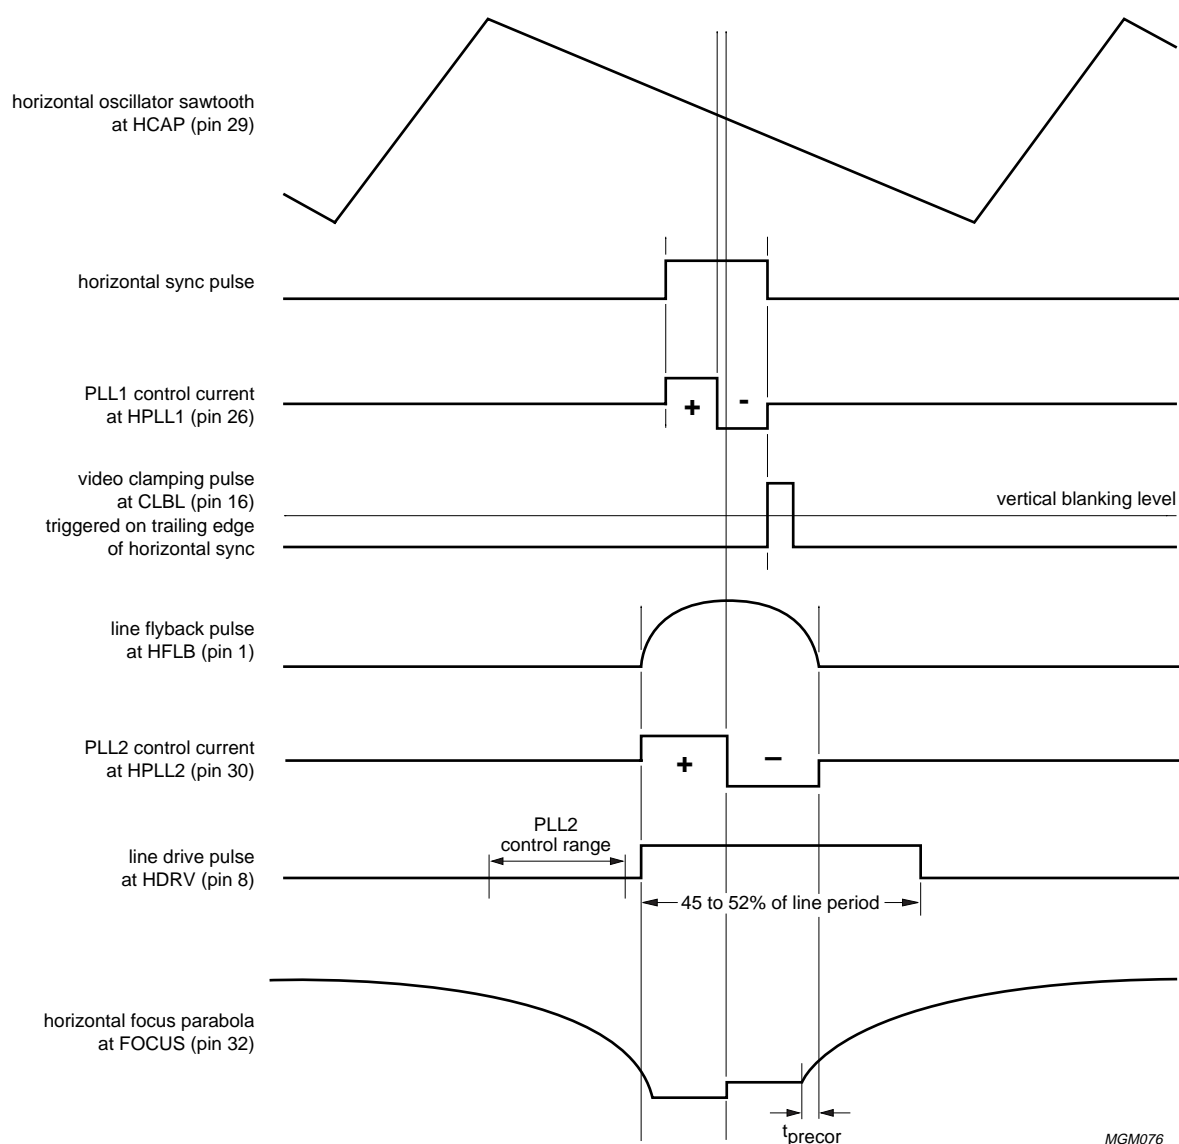 horizontal oscillator sawtooth
at HCAP (pin 29)
horizontal sync pulse
PLL1 control current
at HPLL1 (pin 26)
+
-
video clamping pulse
at CLBL (pin 16)
triggered on trailing edge
of horizontal sync
vertical blanking level
line flyback pulse
at HFLB (pin 1)
PLL2 control current
at HPLL2 (pin 30)
+
−
PLL2
control range
line drive pulse
at HDRV (pin 8)
45 to 52% of line period
horizontal focus parabola
at FOCUS (pin 32)
tprecor
MGM076